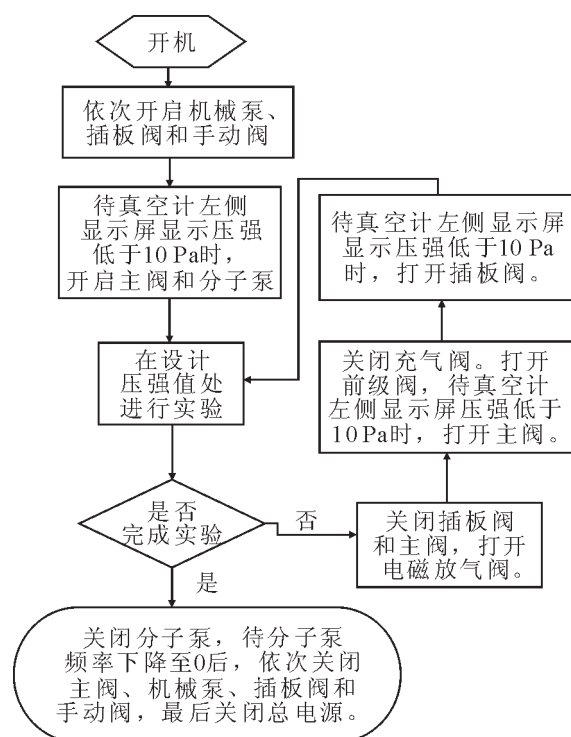 开机
依次开启机械泵、
插板阀和手动阀
待真空计左侧
显示屏显示压强
低于10 Pa时,
开启主阀和分子泵
在设计
压强值处
进行实验
是否
完成实验
否
是
关闭分子泵，待分子泵
频率下降至0后，依次关闭
主阀、机械泵、插板阀和
手动阀，最后关闭总电源。
关闭插板阀
和主阀，打开
电磁放气阀。
关闭充气阀。打开
前级阀，待真空计
左侧显示屏压强低于
10 Pa时，打开主阀。
待真空计左侧显示屏
显示压强低于10 Pa
时，打开插板阀。